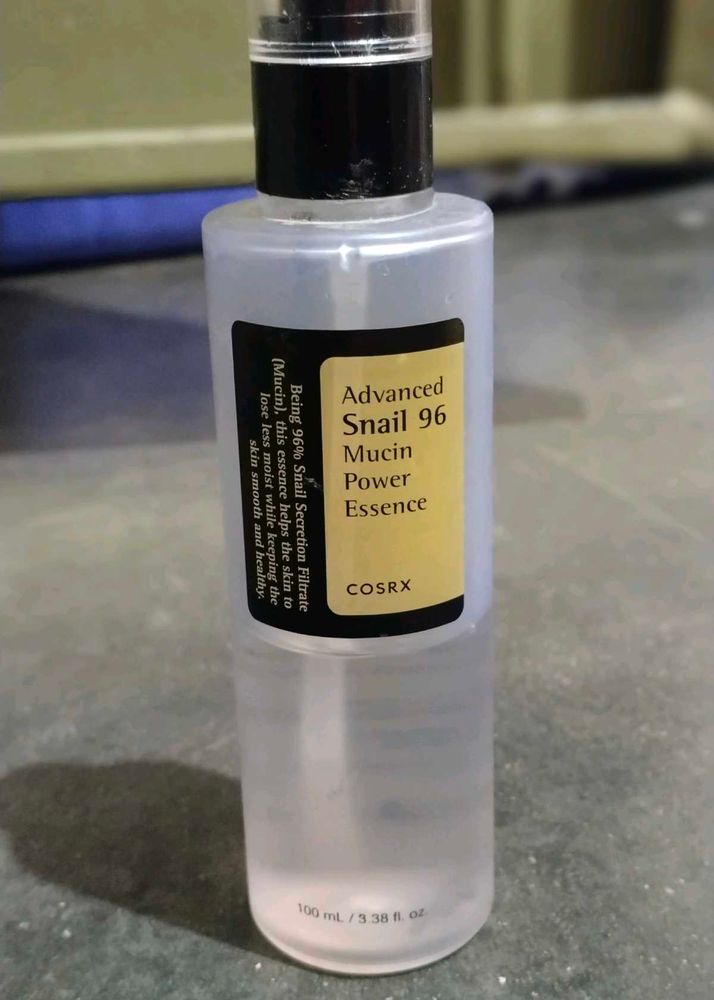 Advanced
Snail 96
Mucin
Power
Essence
COSRX
Being 96% Snail Secretion Filtrate
(Mucin), this essence helps the skin to
lose less moist while keeping the
skin smooth and healthy.
100 mL / 3.38 fl. oz.